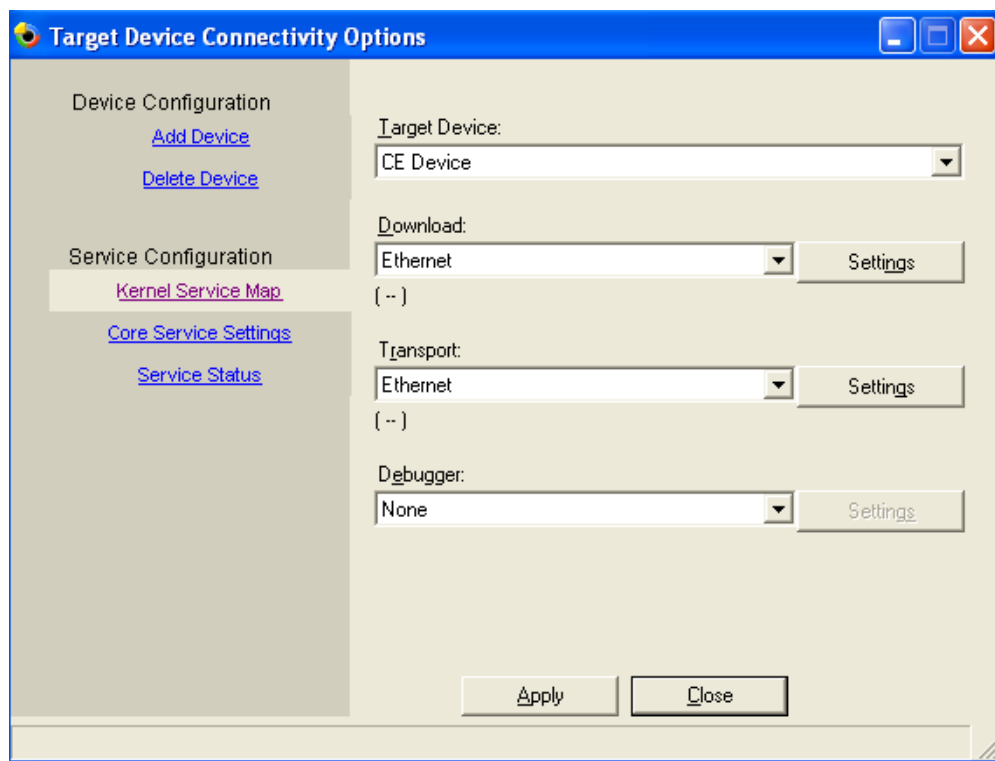 Target Device Connectivity Options
Device Configuration
Add Device
Delete Device
Service Configuration
Kernel Service Map
Core Service Settings
Service Status
Target Device:
CE Device
Download:
Ethernet
Settings
( -- )
Transport:
Ethernet
Settings
( -- )
Debugger:
None
Settings
Apply
Close